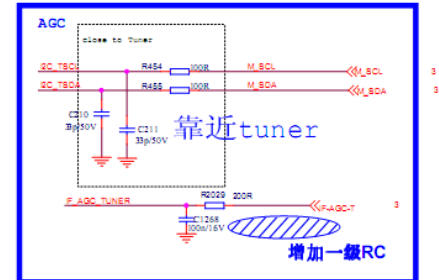 AGC
close to Tuner
I2C_TSCL R454 100R M_SCL M_SCL 3
I2C_TSDA R455 100R M_SDA M_SDA 3
C210
33p/50V
C211
33p/50V
靠近tuner
IF_AGC_TUNER R2029 200R IF-AGC-T 3
C1268
100n/16V
增加一级RC